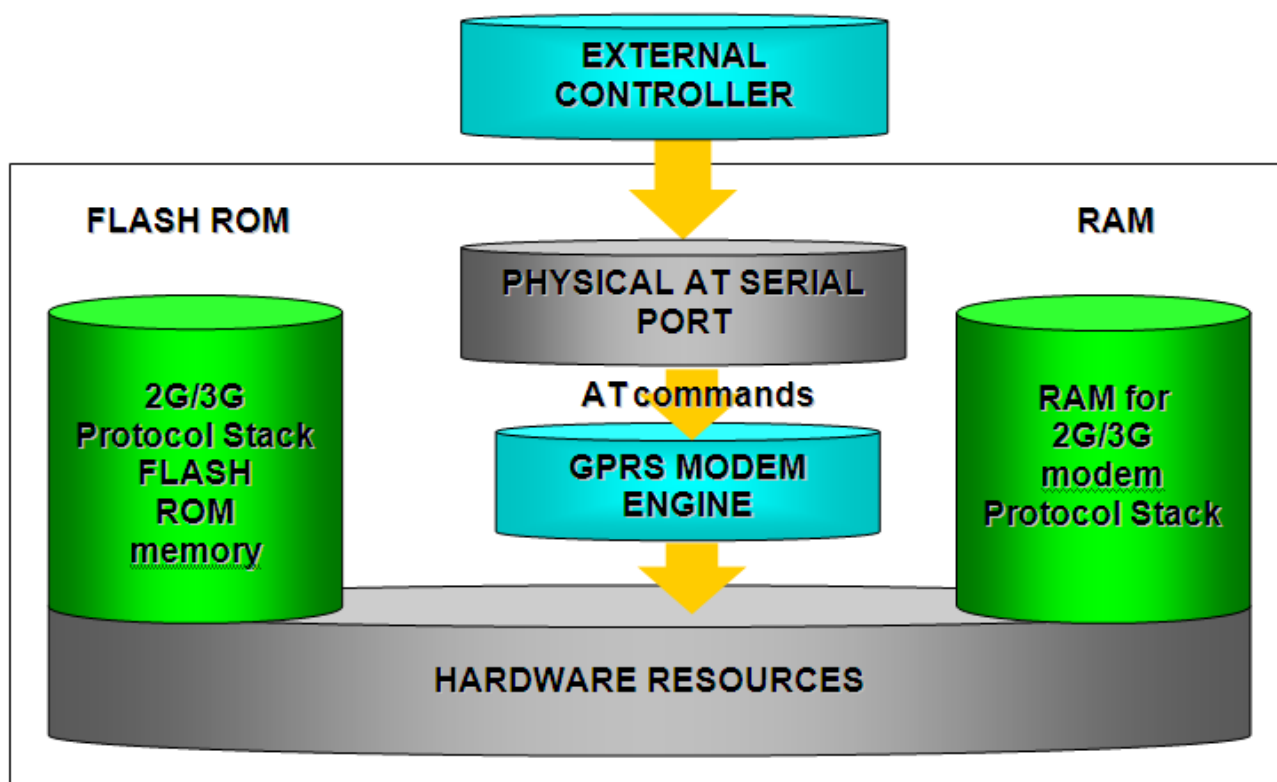 EXTERNAL
CONTROLLER
FLASH ROM
RAM
PHYSICAL AT SERIAL
PORT
AT commands
2G/3G
Protocol Stack
FLASH
ROM
memory
GPRS MODEM
ENGINE
RAM for
2G/3G
modem
Protocol Stack
HARDWARE RESOURCES